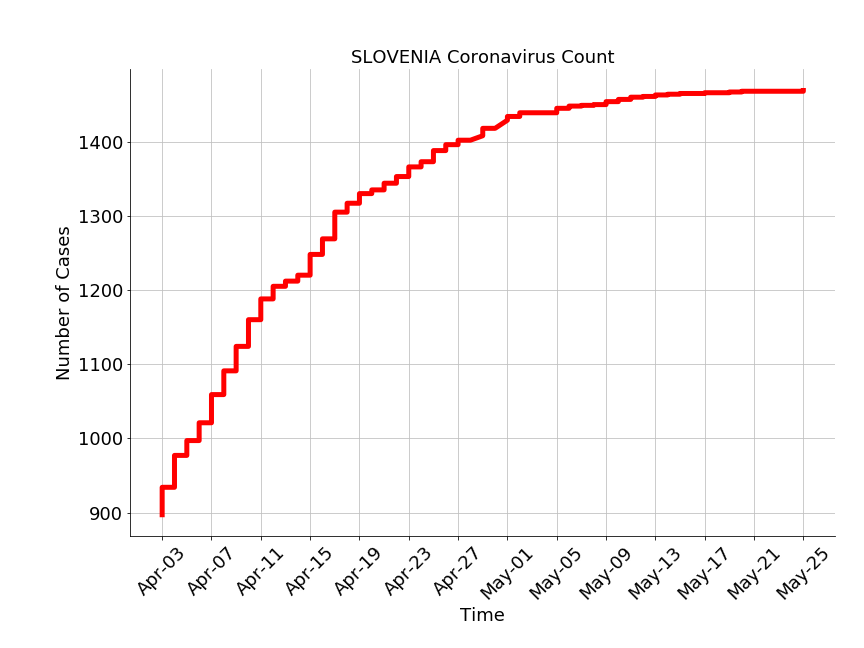 SLOVENIA Coronavirus Count
1400
1300
1200
1100
1000
900
Number of Cases
Apr-03 Apr-07 Apr-11 Apr-15 Apr-19 Apr-23 Apr-27 May-01 May-05 May-09 May-13 May-17 May-21 May-25
Time